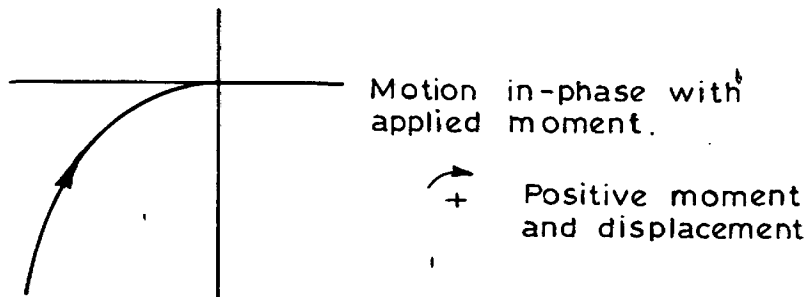 Motion in-phase with
applied moment.
+ Positive moment
and displacement